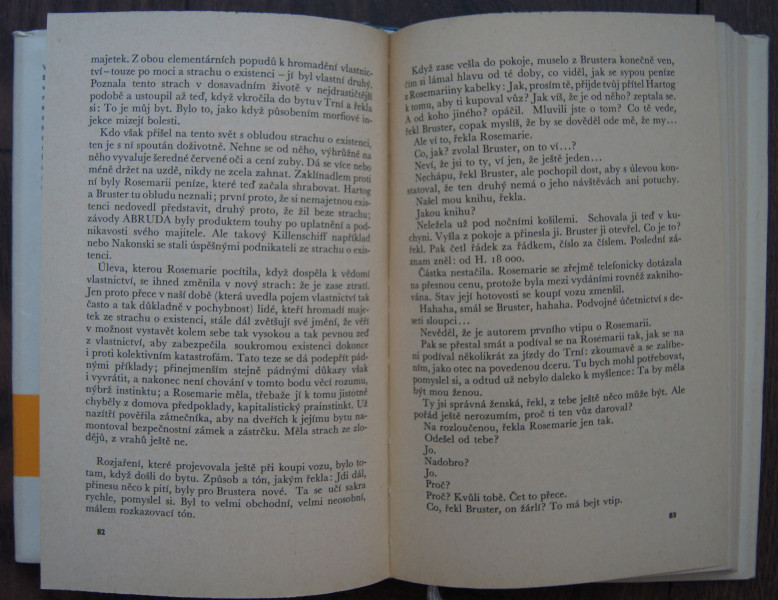 majetek. Z obou elementárních popudů k hromadění vlastnic-
tví – touze po moci a strachu o existenci – jí byl vlastní druhý.
Poznala tento strach v dosavadním životě v nejdrastičtější
podobě a ustoupil až teď, když vkročila do bytu v Trní a řekla
si: To je můj byt. Bylo to, jako když působením morfiové in-
jekce mizejí bolesti.
Kdo však přišel na tento svět s obludou strachu o existenci,
ten je s ní spoután doživotně. Nehne se od něho, výhružně na
něho vyvaluje šeredné červené oči a cení zuby. Dá se více nebo
méně držet na uzdě, nikdy ne zcela zahnat. Zaklínadlem proti
ní byly Rosemarii peníze, které teď začala shrabovat. Hartog
a Bruster tu obludu neznali; první proto, že si nemajetnou exis-
tenci nedovedl představit, druhý proto, že žil beze strachu;
závody ABRUDA byly produktem touhy po uplatnění a pod-
nikavosti svého majitele. Ale takový Killenschiff například
nebo Nakonski se stali úspěšnými podnikateli ze strachu o exis-
tenci.
Úleva, kterou Rosemarie pocítila, když dospěla k vědomí
vlastnictví, se ihned změnila v nový strach: že je zase ztratí.
Jen proto přece v naší době (která uvedla pojem vlastnictví tak
často a tak důkladně v pochybnost) lidé, kteří hromadí maje-
tek ze strachu o existenci, stále dál zvětšují své jmění, že věří
v možnost vystavět kolem sebe tak vysokou a tak pevnou zeď
z vlastnictví, aby zabezpečila soukromou existenci dokonce
i proti kolektivním katastrofám. Tato teze se dá podepřít pád-
nými příklady; přinejmenším stejně pádnými důkazy však
i vyvrátit, a nakonec není chování v tomto bodu věcí rozumu,
nýbrž instinktu; a Rosemarie měla, třebaže jí k tomu jistotně
chyběly z domova předpoklady, kapitalistický prainstinkt. Už
nazítří pověřila zámečníka, aby na dveřích k jejímu bytu na-
montoval bezpečnostní zámek a zástrčku. Měla strach ze zlo-
dějů, z vrahů ještě ne.
Rozjaření, které projevovala ještě při koupi vozu, bylo to-
tam, když došli do bytu. Způsob a tón, jakým řekla: Jdi dál,
přinesu něco k pití, byly pro Brustera nové. Ta se učí sakra
rychle, pomyslel si. Byl to velmi obchodní, velmi neosobní,
málem rozkazovací tón.
82
Když zase vešla do pokoje, muselo z Brustera konečně ven,
čím si lámal hlavu od té doby, co viděl, jak se sypou peníze
z Rosemariiny kabelky: Jak, prosím tě, přijde tvůj přítel Hartog
k tomu, aby ti kupoval vůz? Jak víš, že je od něho? zeptala se.
A od koho jiného? opáčil. Mluvili jste o tom? Co tě vede,
řekl Bruster, copak myslíš, že by se dověděl ode mě, že my...
Ale ví to, řekla Rosemarie.
Co, jak? zvolal Bruster, on to ví...?
Neví, že jsi to ty, ví jen, že ještě jeden...
Nechápu, řekl Bruster, ale pochopil dost, aby s úlevou kon-
statoval, že ten druhý nemá o jeho návštěvách ani potuchy.
Našel mou knihu, řekla.
Jakou knihu?
Neležela už pod nočními košilemi. Schovala ji teď v ku-
chyni. Vyšla z pokoje a přinesla ji. Bruster ji otevřel. Co je to?
řekl. Pak četl řádek za řádkem, číslo za číslem. Poslední zá-
znam zněl: od H. 18 000.
Částka nestačila. Rosemarie se zřejmě telefonicky dotázala
na přesnou cenu, protože byla mezi vydáními rovněž zakniho-
vána. Stav její hotovosti se koupí vozu zmenšil.
Hahaha, smál se Bruster, hahaha. Podvojné účetnictví s de-
seti sloupci...
Nevěděl, že je autorem prvního vtipu o Rosemarii.
Pak se přestal smát a podíval se na Rosemarii tak, jak se na
ni podíval několikrát za jízdy do Trní: zkoumavě a se zalíbe-
ním, jako otec na povedenou dceru. Tu bych mohl potřebovat,
pomyslel si, a odtud už nebylo daleko k myšlence: Ta by měla
být mou ženou.
Ty jsi správná ženská, řekl, z tebe ještě něco může být. Ale
pořád ještě nerozumím, proč ti ten vůz daroval?
Na rozloučenou, řekla Rosemarie jen tak.
Odešel od tebe?
Jo.
Nadobro?
Jo.
Proč?
Proč? Kvůli tobě. Čet to přece.
Co, řekl Bruster, on žárlí? To má bejt vtip.
83